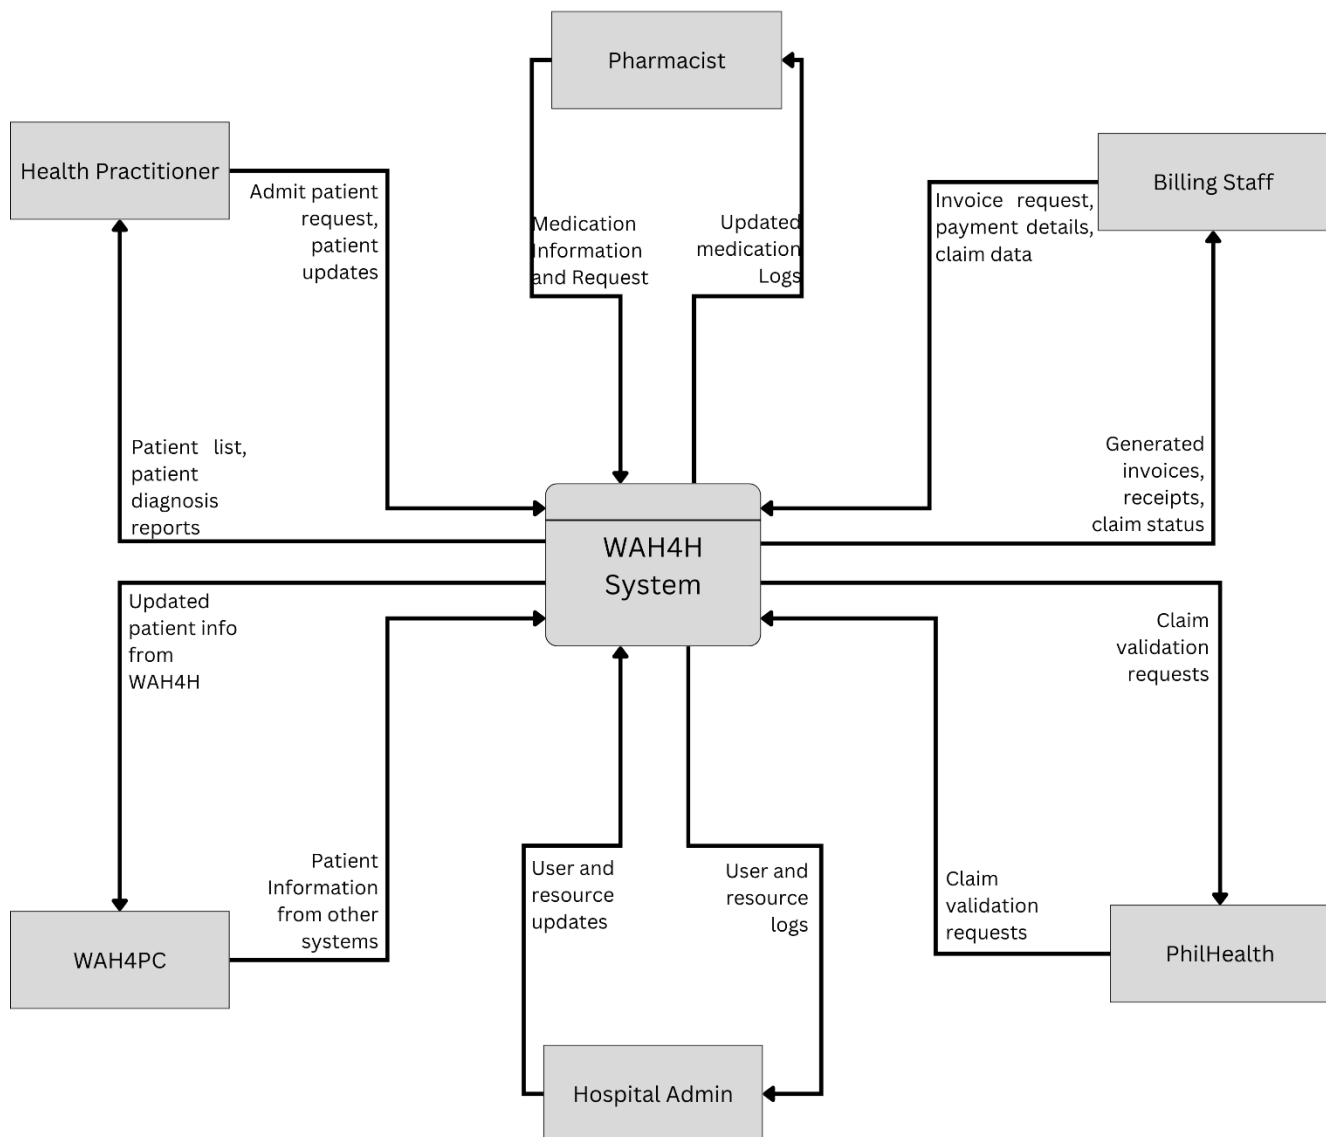 Pharmacist
Health Practitioner
Billing Staff
Admit patient
request,
patient
updates
Medication
Information
and Request
Updated
medication
Logs
Invoice request,
payment details,
claim data
Patient list,
patient
diagnosis
reports
Generated
invoices,
receipts,
claim status
WAH4H
System
Updated
patient info
from
WAH4H
Claim
validation
requests
Patient
Information
from other
systems
User and
resource
updates
User and
resource
logs
Claim
validation
requests
WAH4PC
PhilHealth
Hospital Admin